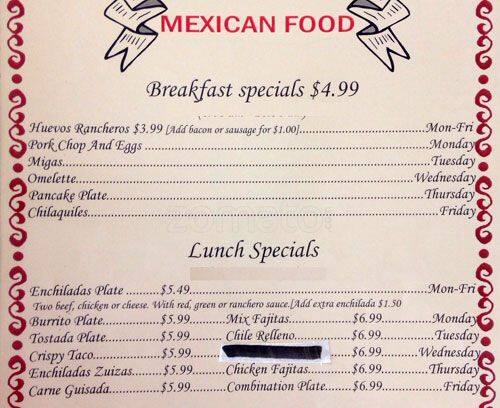 MEXICAN FOOD
Breakfast specials $4.99
Huevos Rancheros $3.99 [Add bacon or sausage for $1.00]......Mon-Fri
Pork Chop And Eggs ......Monday
Migas......Tuesday
Omelette......Wednesday
Pancake Plate......Thursday
Chilaquiles......Friday
zomato
Lunch Specials
Enchiladas Plate ......$5.49......Mon-Fri
Two beef, chicken or cheese. With red, green or ranchero sauce.[Add extra enchilada $1.50
Burrito Plate......$5.99......Mix Fajitas......$6.99......Monday
Tostada Plate......$5.99......Chile Relleno......$6.99......Tuesday
Crispy Taco......$5.99...... $6.99......Wednesday
Enchiladas Zuizas......$5.99......Chicken Fajitas......$6.99......Thursday
Carne Guisada......$5.99......Combination Plate......$6.99......Friday